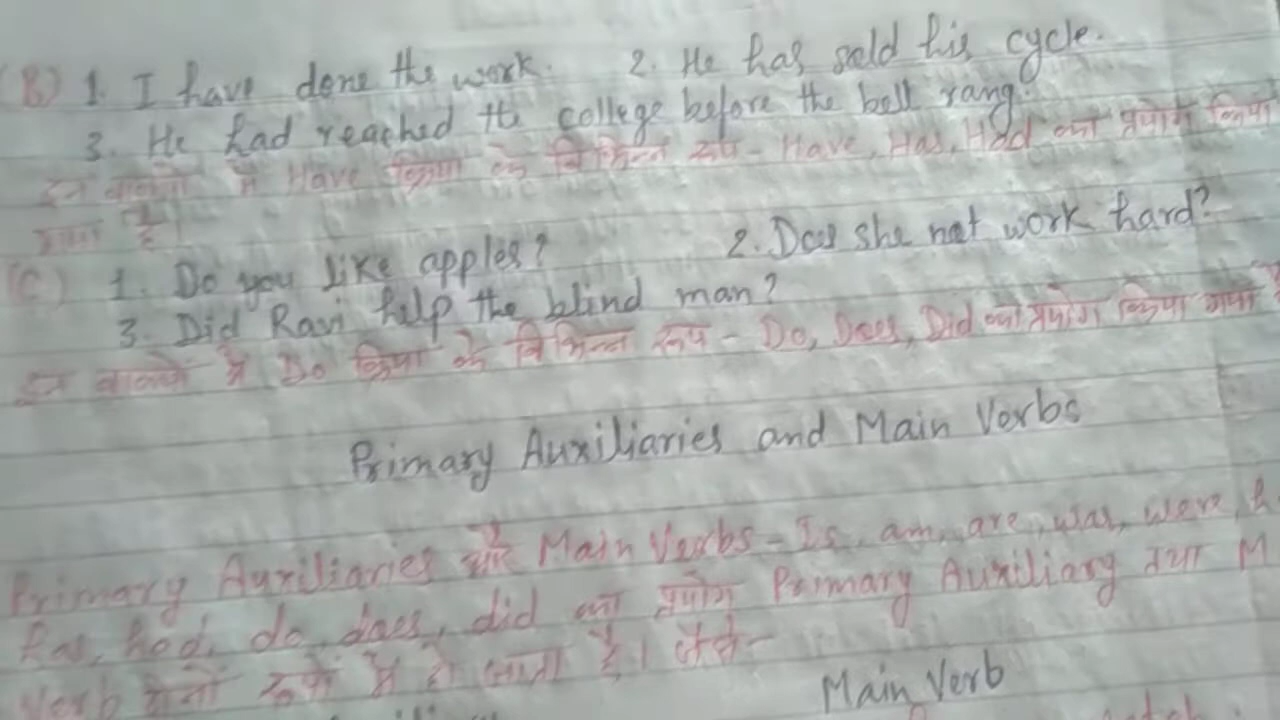 (B) 1. I have done the work. 2. He has sold his cycle.
3. He had reached the college before the bell rang.
इन वाक्यो मे Have क्रिया के विभिन्न रूप - Have, Has, Had का प्रयोग किया
गया है।
(C) 1. Do you like apples? 2. Does she not work hard?
3. Did Ravi help the blind man?
इन वाक्यो मे Do क्रिया के विभिन्न रूप - Do, Does, Did का प्रयोग किया गया है
Primary Auxiliaries and Main Verbs
Primary Auxiliaries और Main Verbs - Is, am, are, was, were, h
has, had, do, does, did का प्रयोग Primary Auxiliary तथा M
Verb दोनो रूपो मे हो जाता है। जैसे-
Main Verb